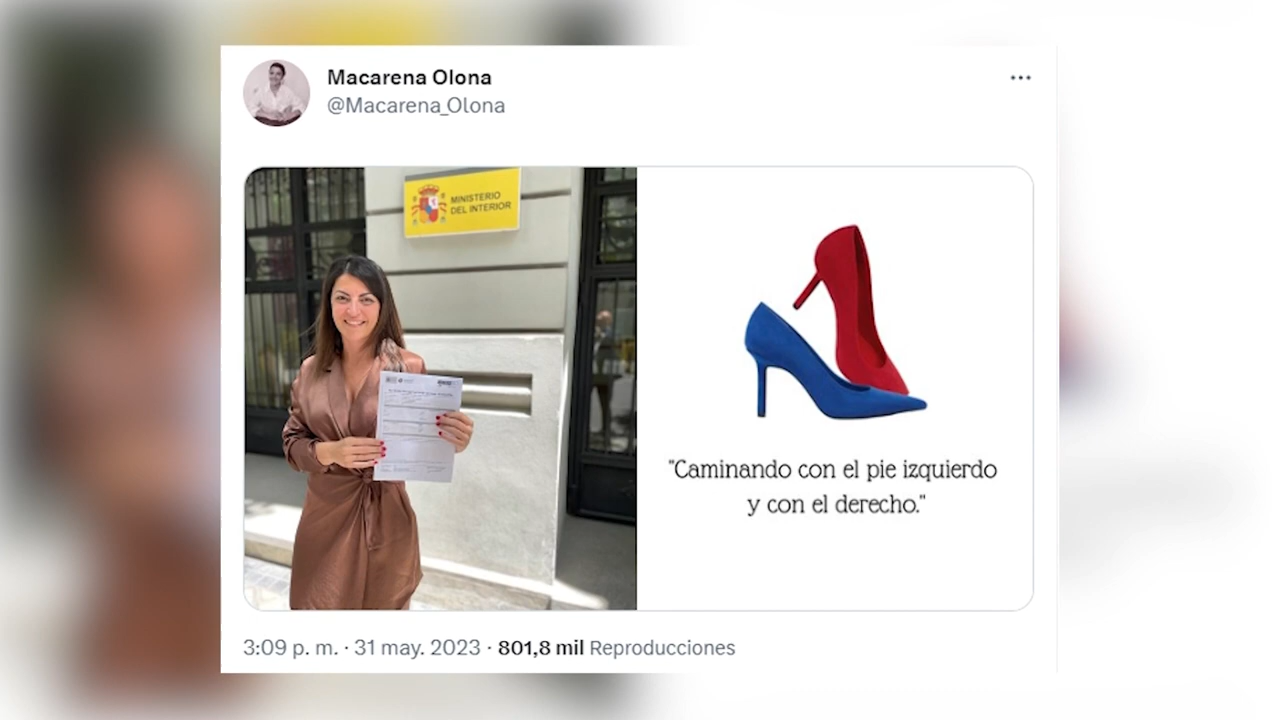 Macarena Olona
@Macarena_Olona
MINISTERIO
DEL INTERIOR
"Caminando con el pie izquierdo
y con el derecho."
3:09 p. m. · 31 may. 2023 · 801,8 mil Reproducciones